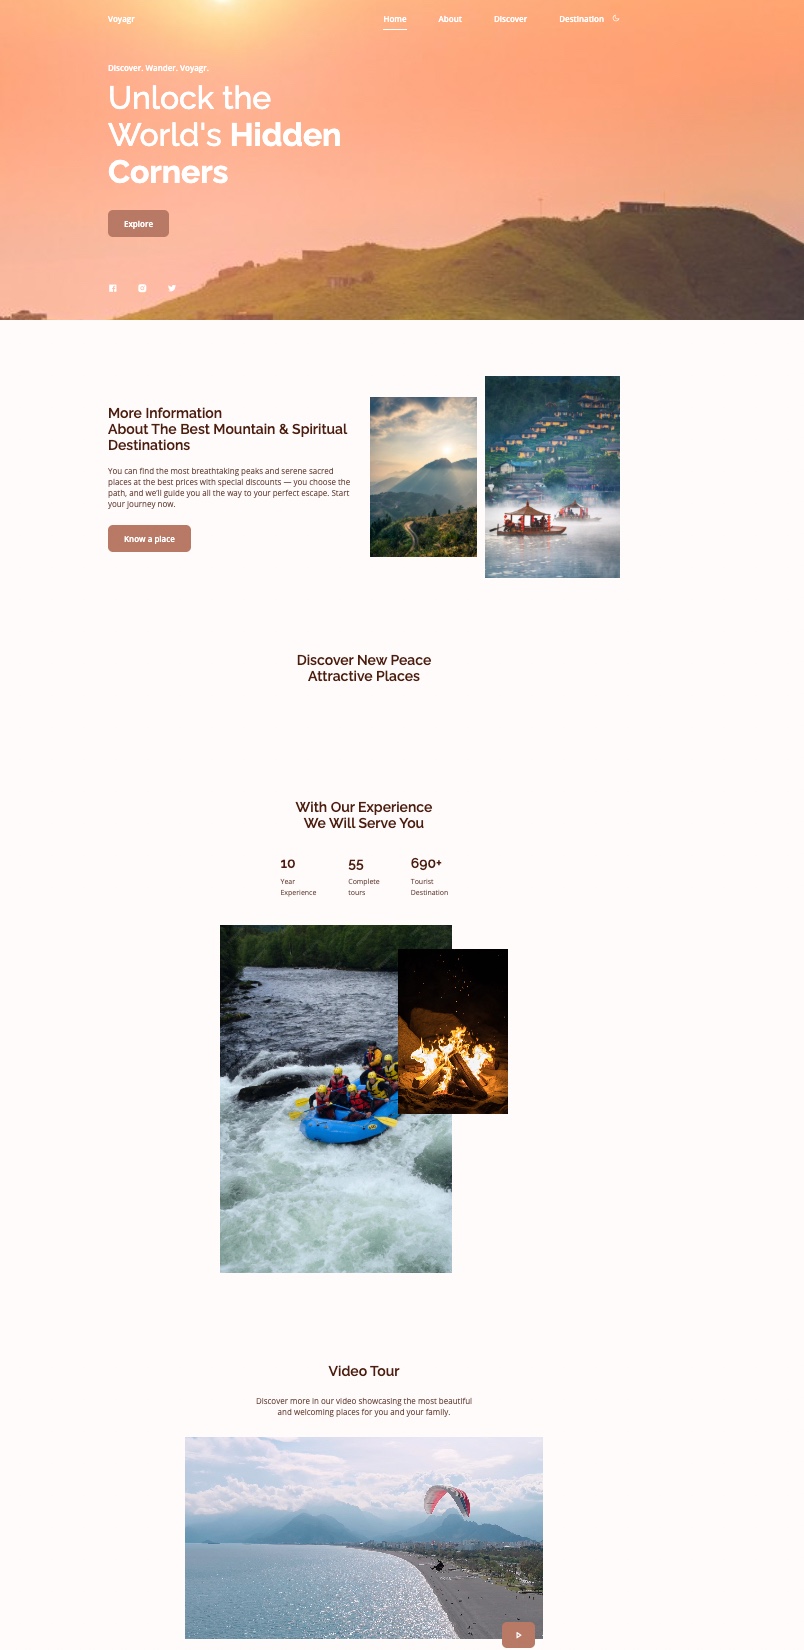 Voyagr
Home
About
Discover
Destination
Discover. Wander. Voyagr.
Unlock the
World's Hidden
Corners
Explore
More Information
About The Best Mountain & Spiritual
Destinations
You can find the most breathtaking peaks and serene sacred
places at the best prices with special discounts — you choose the
path, and we'll guide you all the way to your perfect escape. Start
your journey now.
Know a place
Discover New Peace
Attractive Places
With Our Experience
We Will Serve You
10
Year
Experience
55
Complete
tours
690+
Tourist
Destination
Video Tour
Discover more in our video showcasing the most beautiful
and welcoming places for you and your family.